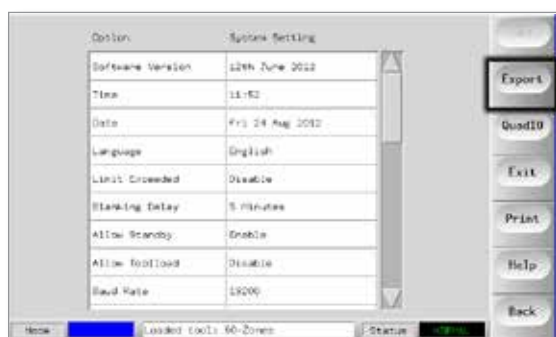 Option System Setting
Software Version 12th June 2012
Time 11:52
Date Fri 24 Aug 2012
Language English
Limit Exceeded Disable
Blanking Delay 5 Minutes
Allow Standby Enable
Allow Toolload Disable
Baud Rate 19200
Export
QuadIO
Exit
Print
Help
Back
Home Loaded tool: 60-Zones Status NORMAL